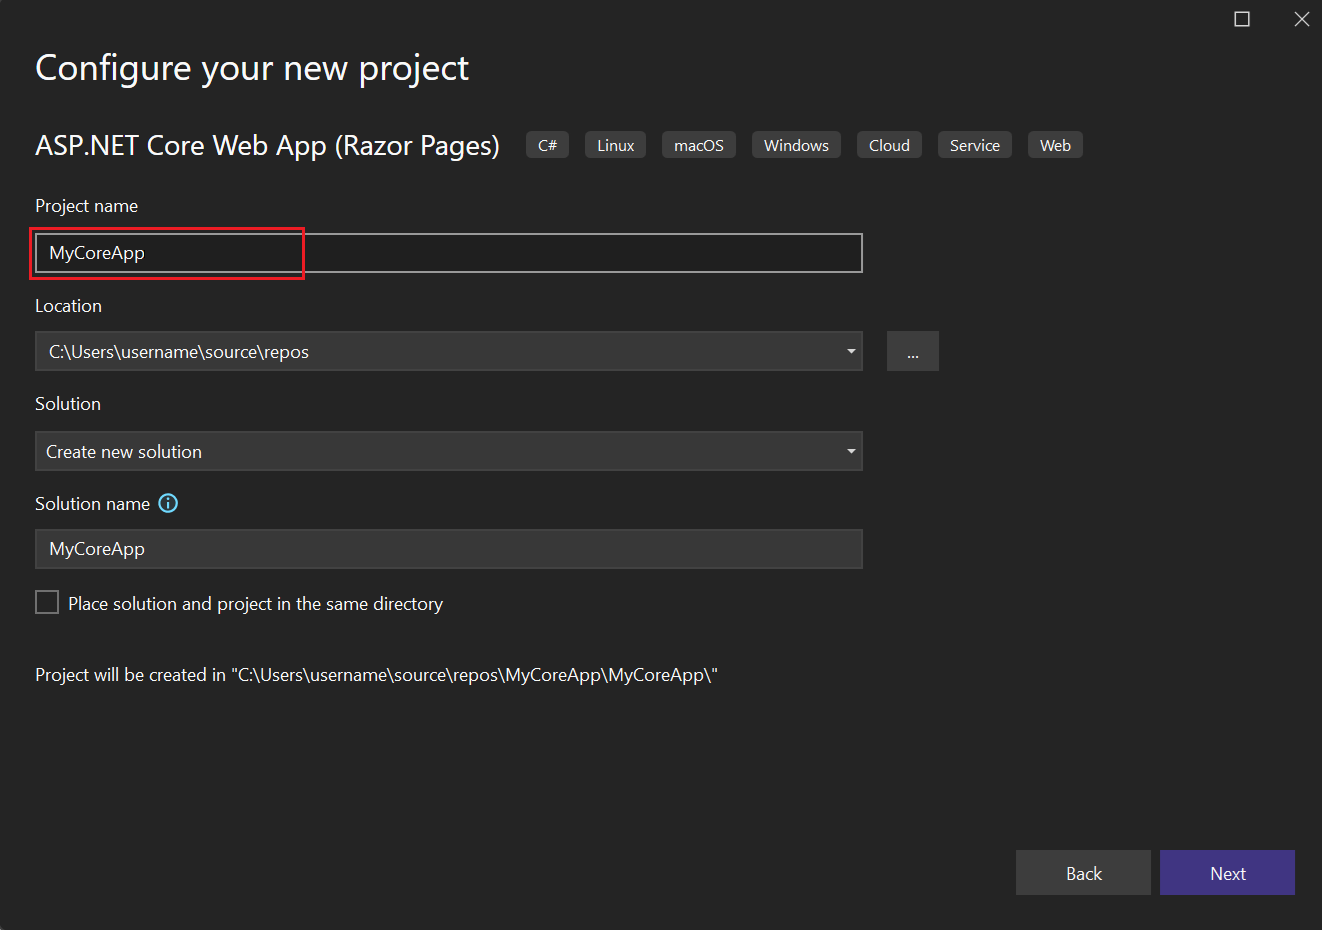 Configure your new project
ASP.NET Core Web App (Razor Pages) C# Linux macOS Windows Cloud Service Web
Project name
MyCoreApp
Location
C:\Users\username\source\repos
...
Solution
Create new solution
Solution name
MyCoreApp
Place solution and project in the same directory
Project will be created in "C:\Users\username\source\repos\MyCoreApp\MyCoreApp\"
Back Next